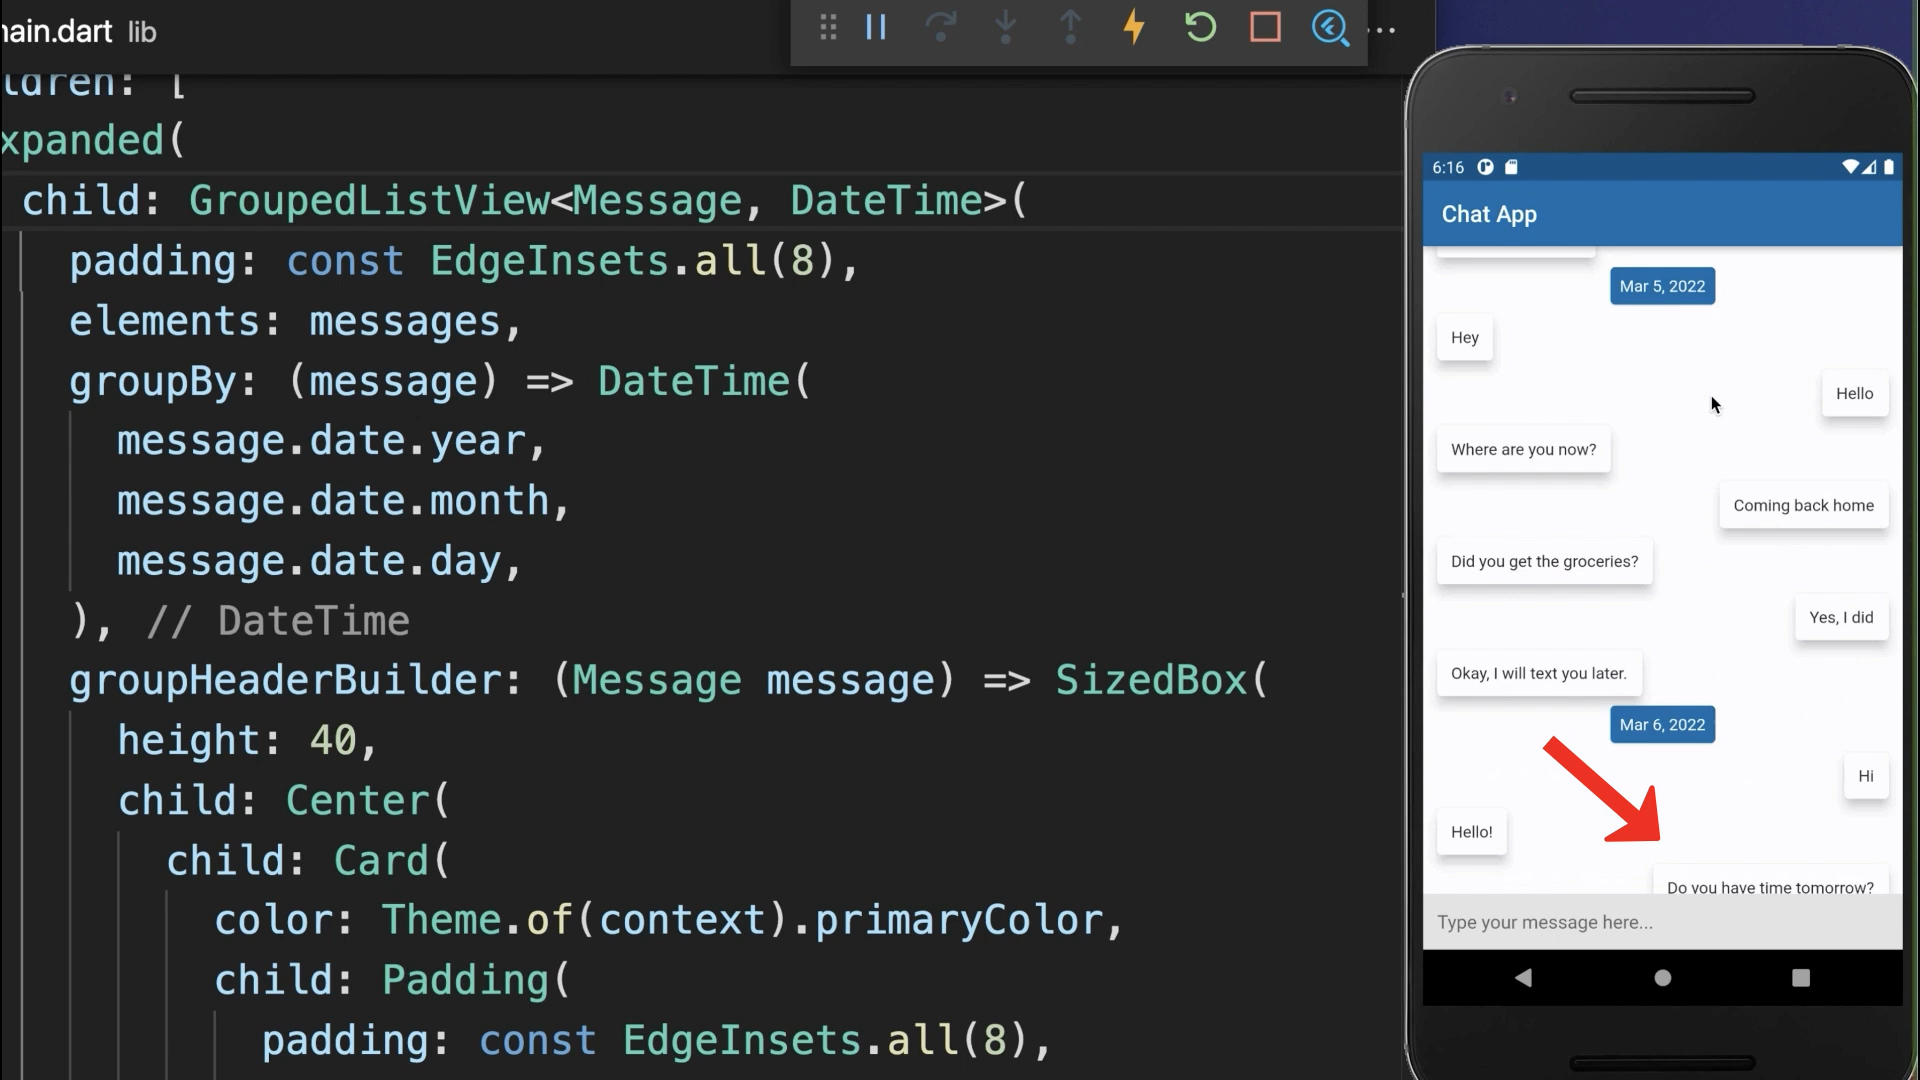 main.dart lib
ldren: [
xpanded(
child: GroupedListView<Message, DateTime>(
padding: const EdgeInsets.all(8),
elements: messages,
groupBy: (message) => DateTime(
message.date.year,
message.date.month,
message.date.day,
), // DateTime
groupHeaderBuilder: (Message message) => SizedBox(
height: 40,
child: Center(
child: Card(
color: Theme.of(context).primaryColor,
child: Padding(
padding: const EdgeInsets.all(8),
6:16
Chat App
Mar 5, 2022
Hey
Hello
Where are you now?
Coming back home
Did you get the groceries?
Yes, I did
Okay, I will text you later.
Mar 6, 2022
Hi
Hello!
Do you have time tomorrow?
Type your message here...